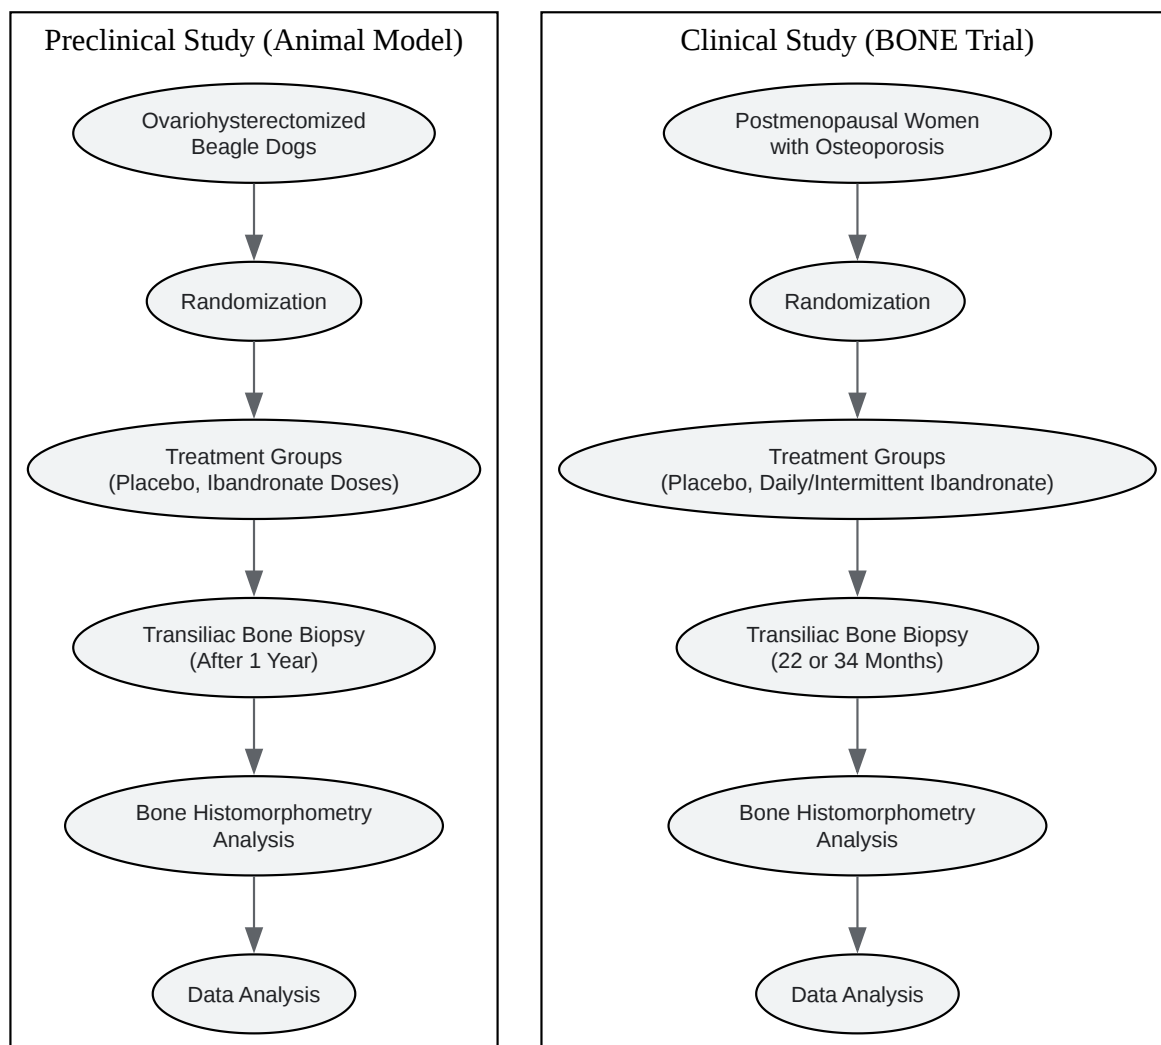 Preclinical Study (Animal Model)
Ovariohysterectomized
Beagle Dogs
Randomization
Treatment Groups
(Placebo, Ibandronate Doses)
Transiliac Bone Biopsy
(After 1 Year)
Bone Histomorphometry
Analysis
Data Analysis
Clinical Study (BONE Trial)
Postmenopausal Women
with Osteoporosis
Randomization
Treatment Groups
(Placebo, Daily/Intermittent Ibandronate)
Transiliac Bone Biopsy
(22 or 34 Months)
Bone Histomorphometry
Analysis
Data Analysis